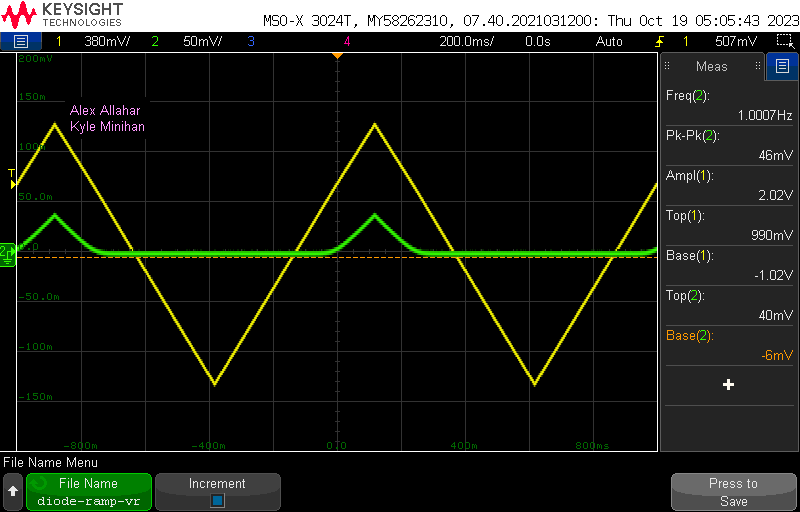 KEYSIGHT
TECHNOLOGIES
MSO-X 3024T, MY58262310, 07.40.2021031200: Thu Oct 19 05:05:43 2023
1 380mV/ 2 50mV/ 3 4 200.0ms/ 0.0s Auto 1 507mV
200mV
150m
100m
50.0m
0.0
-50.0m
-100m
-150m
Alex Allahar
Kyle Minihan
T
2
-800m -400m 0.0 400m 800ms
Meas
Freq(2):
1.0007Hz
Pk-Pk(2):
46mV
Ampl(1):
2.02V
Top(1):
990mV
Base(1):
-1.02V
Top(2):
40mV
Base(2):
-6mV
File Name Menu
File Name
diode-ramp-vr
Increment
Press to
Save